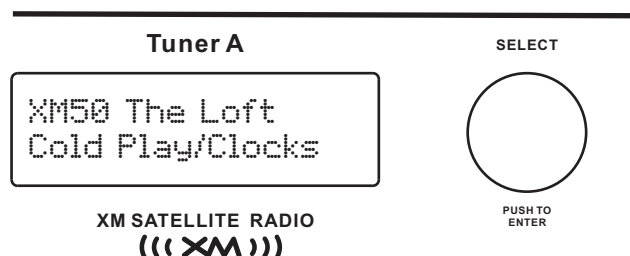 Tuner A
SELECT
XM50 The Loft
Cold Play/Clocks
PUSH TO
ENTER
XM SATELLITE RADIO
((( XM )))